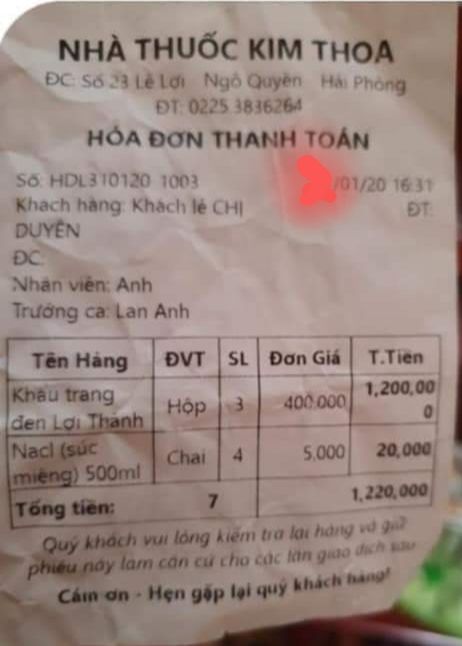 NHÀ THUỐC KIM THOA
ĐC: Số 23 Lê Lợi Ngô Quyền Hải Phòng
ĐT: 0225.3836264
HÓA ĐƠN THANH TOÁN
Số: HDL310120 1003 /01/20 16:31
Khách hàng: Khách lẻ CHỊ ĐT:
DUYÊN
ĐC:
Nhân viên: Anh
Trưởng ca: Lan Anh
Tên Hàng ĐVT SL Đơn Giá T.Tiền
Khẩu trang Hộp 3 400.000 1,200,00
đen Lợi Thành 0
Nacl (súc Chai 4 5.000 20,000
miệng) 500ml
Tổng tiền: 7 1,220,000
Quý khách vui lòng kiểm tra lại hàng và giữ
phiếu này làm căn cứ cho các lần giao dịch sau
Cám ơn - Hẹn gặp lại quý khách hàng!